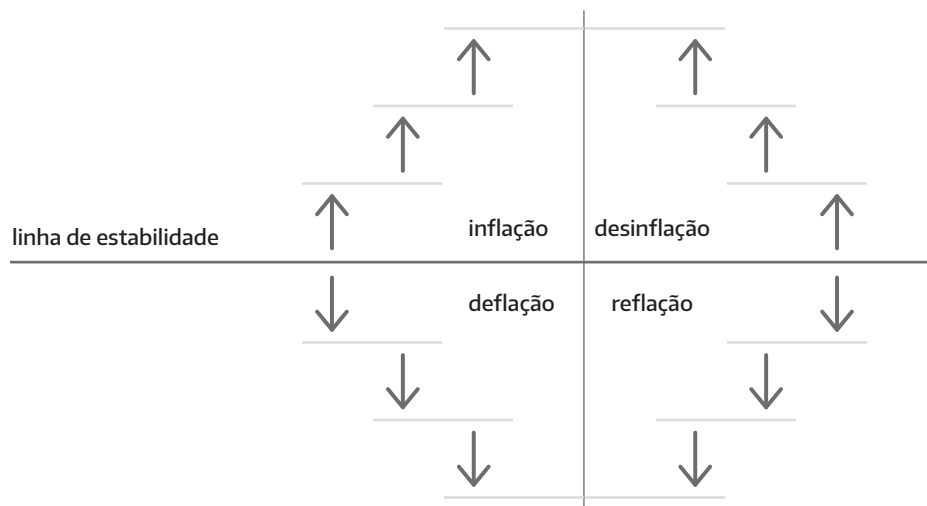 inflação
desinflação
linha de estabilidade
deflação
reflação